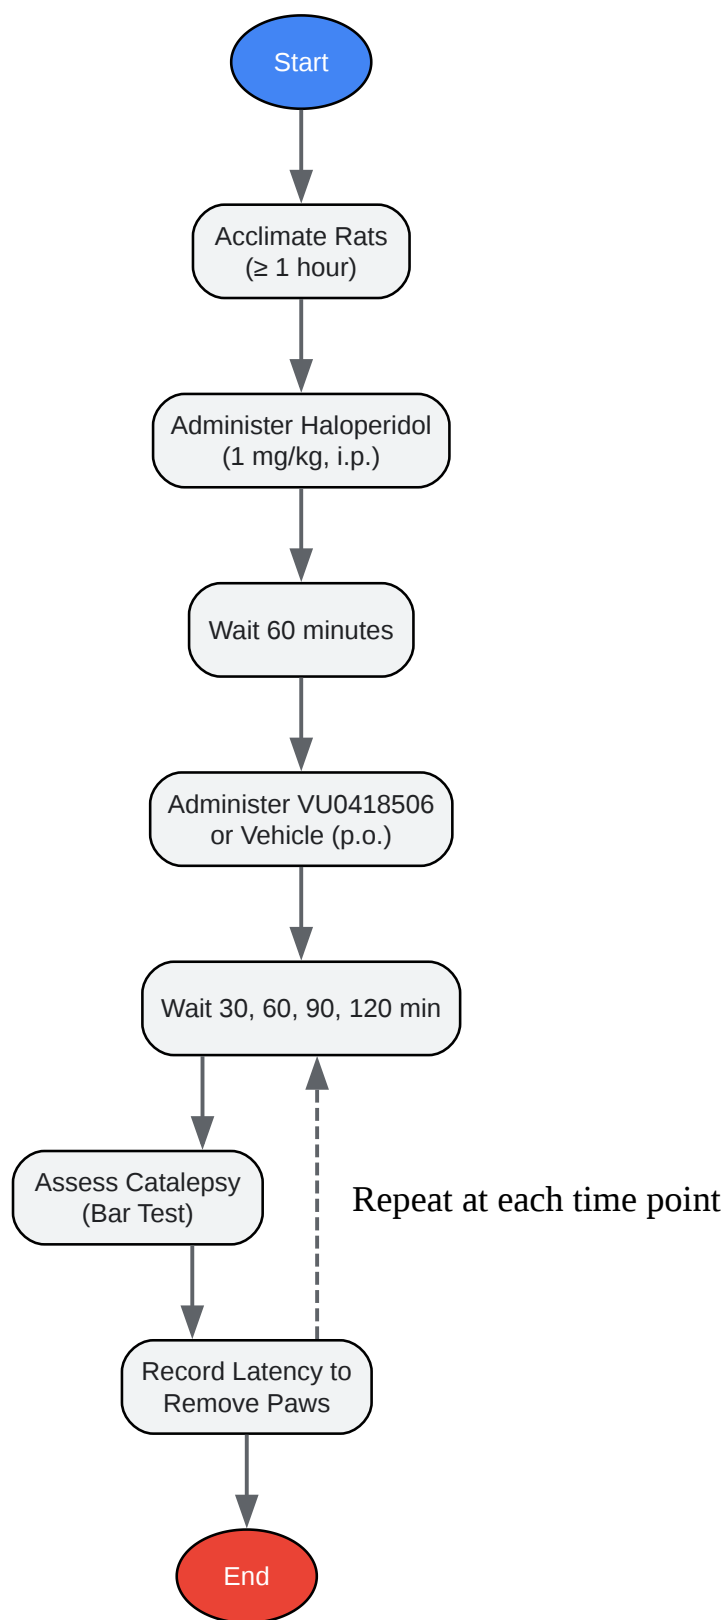 Start
Acclimate Rats
(≥ 1 hour)
Administer Haloperidol
(1 mg/kg, i.p.)
Wait 60 minutes
Administer VU0418506
or Vehicle (p.o.)
Wait 30, 60, 90, 120 min
Assess Catalepsy
(Bar Test)
Repeat at each time point
Record Latency to
Remove Paws
End